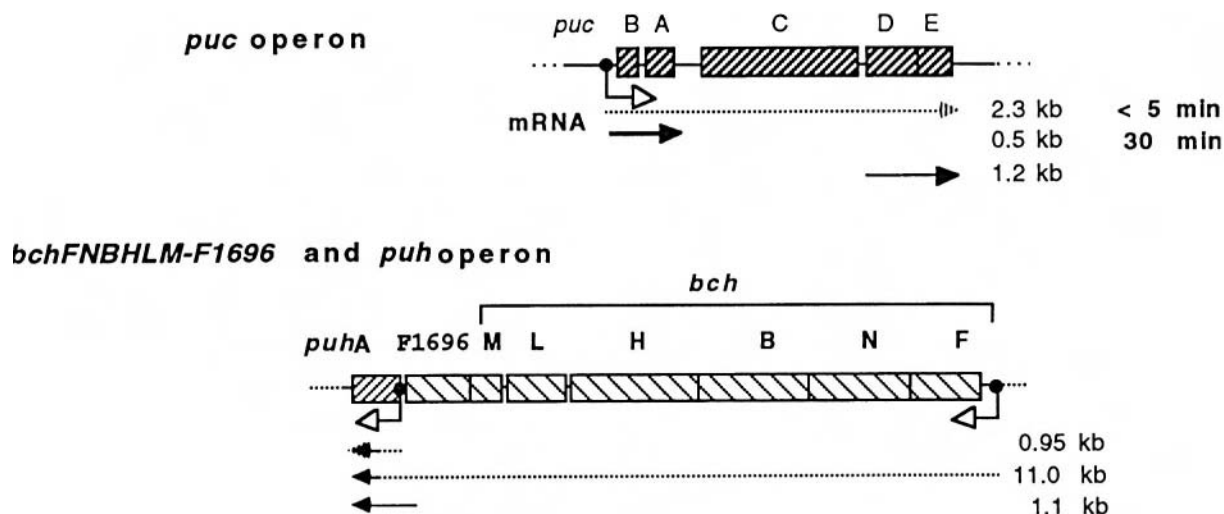 puc operon
puc B A C D E
mRNA
2.3 kb < 5 min
0.5 kb 30 min
1.2 kb
bchFNBHLM-F1696 and puh operon
bch
puhA F1696 M L H B N F
0.95 kb
11.0 kb
1.1 kb